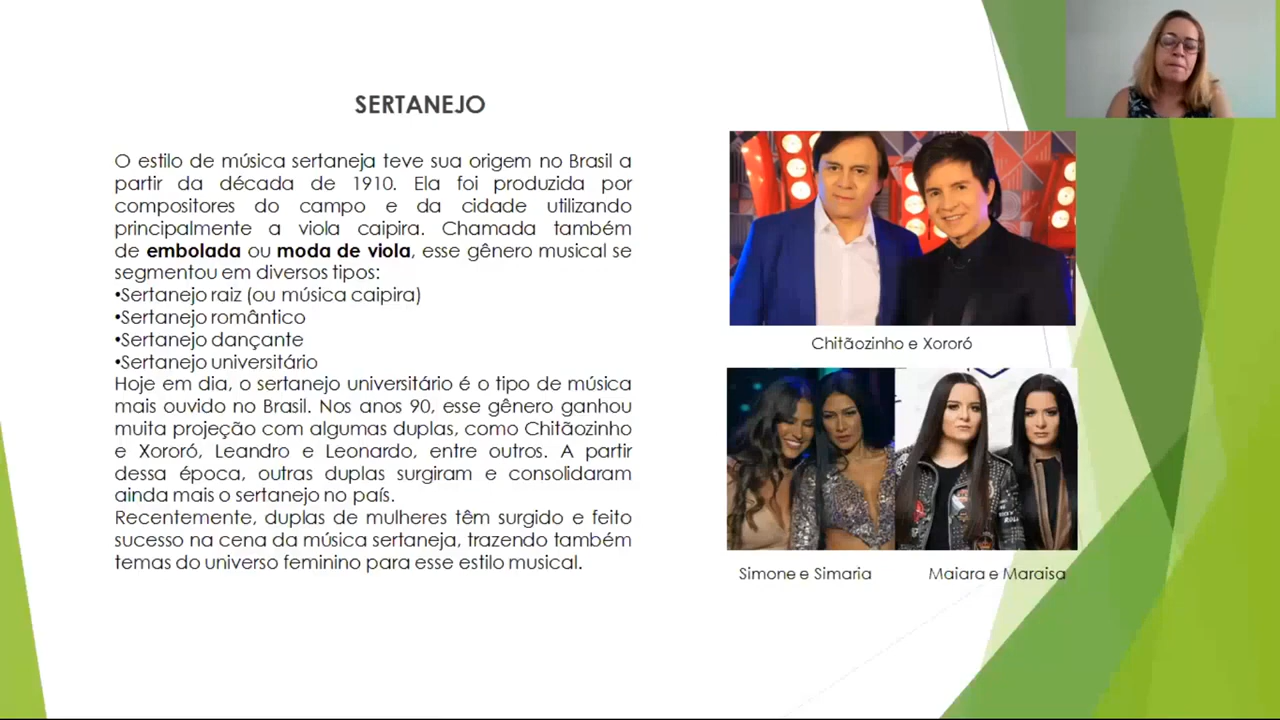 SERTANEJO
O estilo de música sertaneja teve sua origem no Brasil a
partir da década de 1910. Ela foi produzida por
compositores do campo e da cidade utilizando
principalmente a viola caipira. Chamada também
de embolada ou moda de viola, esse gênero musical se
segmentou em diversos tipos:
•Sertanejo raiz (ou música caipira)
•Sertanejo romântico
•Sertanejo dançante
•Sertanejo universitário
Hoje em dia, o sertanejo universitário é o tipo de música
mais ouvido no Brasil. Nos anos 90, esse gênero ganhou
muita projeção com algumas duplas, como Chitãozinho
e Xororó, Leandro e Leonardo, entre outros. A partir
dessa época, outras duplas surgiram e consolidaram
ainda mais o sertanejo no país.
Recentemente, duplas de mulheres têm surgido e feito
sucesso na cena da música sertaneja, trazendo também
temas do universo feminino para esse estilo musical.
Chitãozinho e Xororó
Simone e Simaria
Maiara e Maraisa